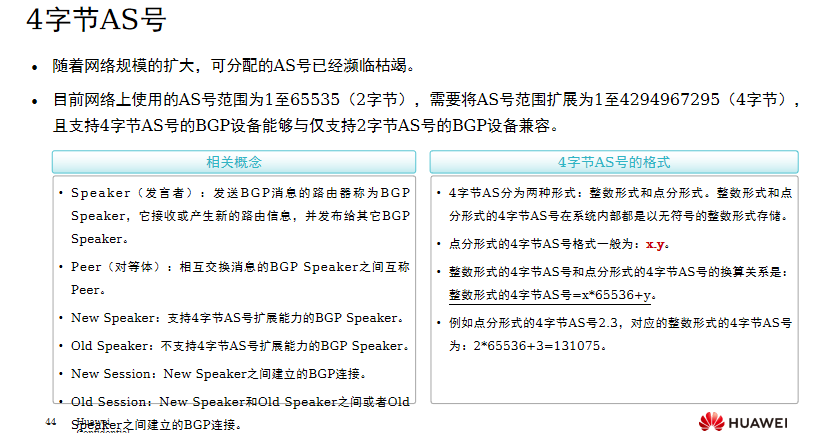 4字节AS号
• 随着网络规模的扩大，可分配的AS号已经濒临枯竭。
• 目前网络上使用的AS号范围为1至65535（2字节），需要将AS号范围扩展为1至4294967295（4字节），
且支持4字节AS号的BGP设备能够与仅支持2字节AS号的BGP设备兼容。
相关概念
• Speaker（发言者）：发送BGP消息的路由器称为BGP
Speaker，它接收或产生新的路由信息，并发布给其它BGP
Speaker。
• Peer（对等体）：相互交换消息的BGP Speaker之间互称
Peer。
• New Speaker：支持4字节AS号扩展能力的BGP Speaker。
• Old Speaker：不支持4字节AS号扩展能力的BGP Speaker。
• New Session：New Speaker之间建立的BGP连接。
• Old Session：New Speaker和Old Speaker之间或者Old
Speaker之间建立的BGP连接。
4字节AS号的格式
• 4字节AS分为两种形式：整数形式和点分形式。整数形式和点
分形式的4字节AS号在系统内部都是以无符号的整数形式存储。
• 点分形式的4字节AS号格式一般为：x.y。
• 整数形式的4字节AS号和点分形式的4字节AS号的换算关系是：
整数形式的4字节AS号=x*65536+y。
• 例如点分形式的4字节AS号2.3，对应的整数形式的4字节AS号
为：2*65536+3=131075。
44
Huawei
Confidential
HUAWEI